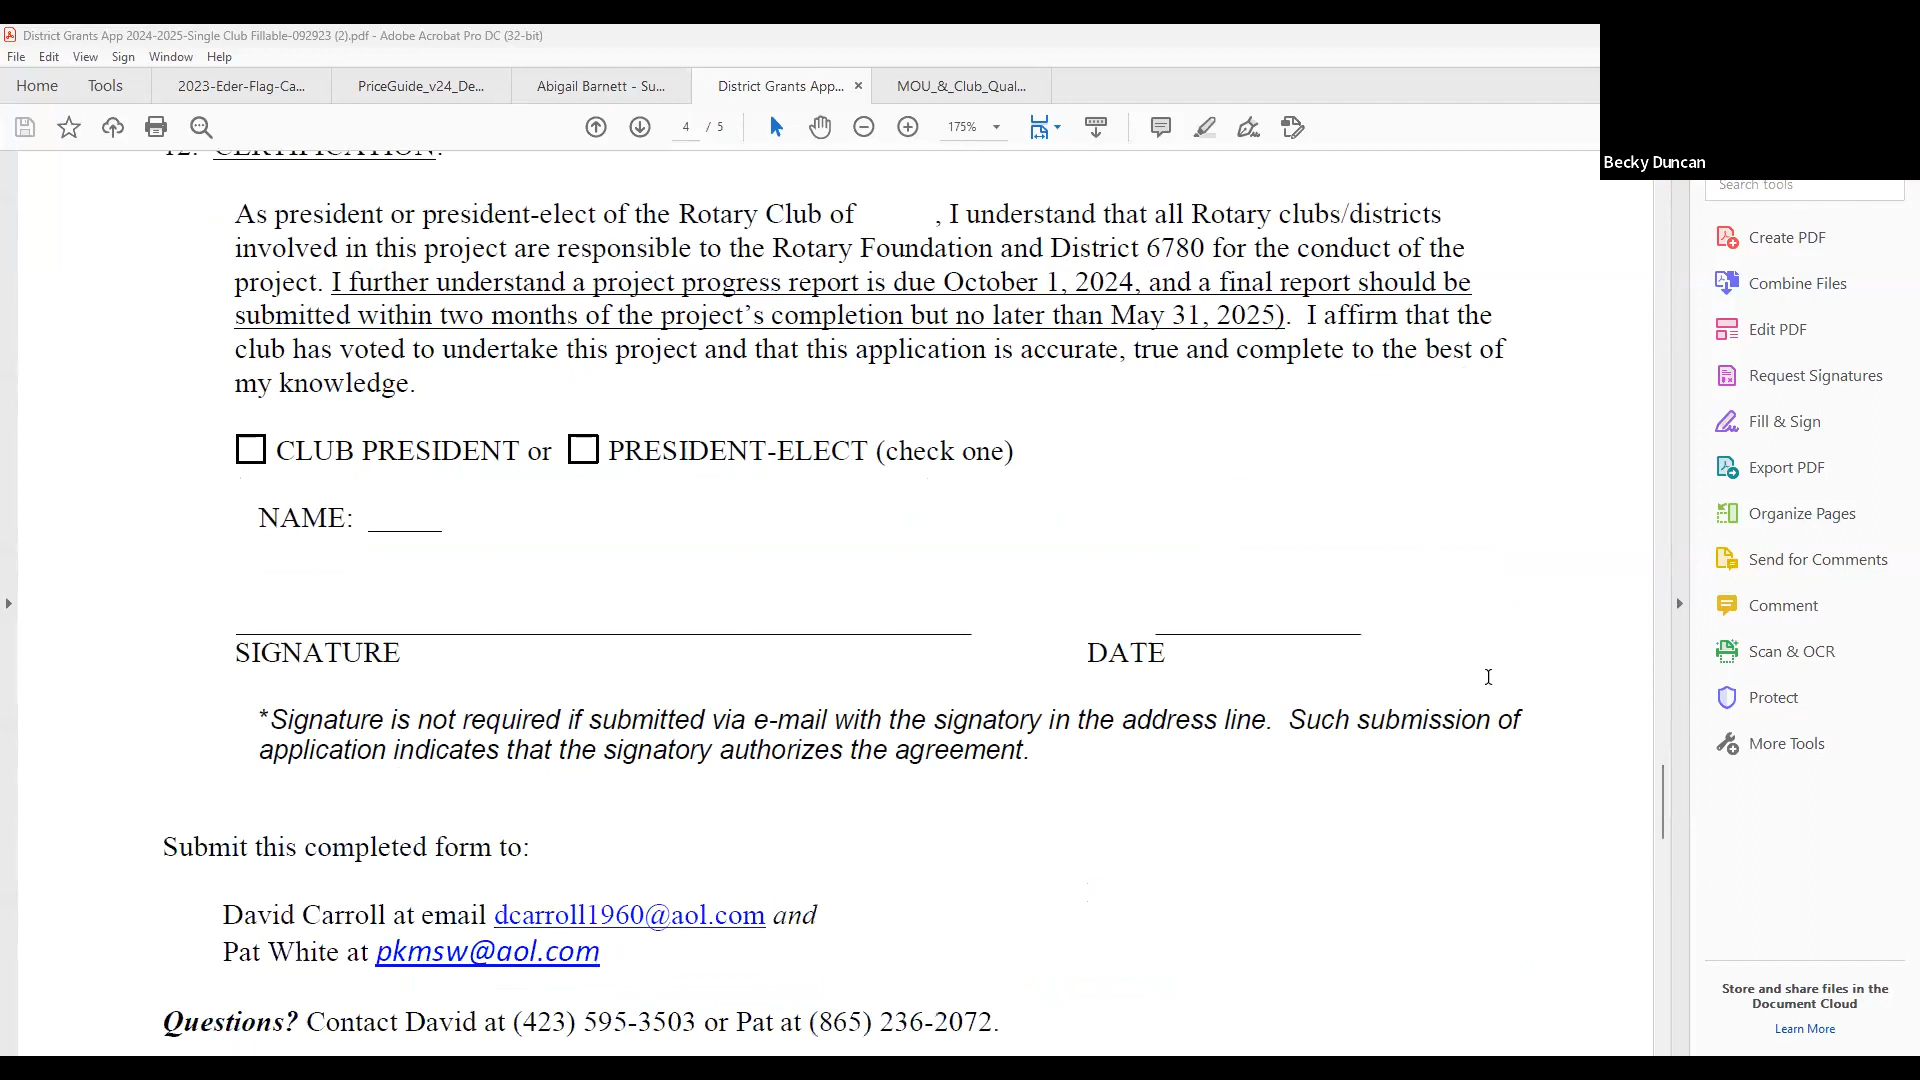 District Grants App 2024-2025-Single Club Fillable-092923 (2).pdf - Adobe Acrobat Pro DC (32-bit)
File Edit View Sign Window Help
Home Tools 2023-Eder-Flag-Ca... PriceGuide_v24_De... Abigail Barnett - Su... District Grants App... × MOU_&_Club_Qual...
4 / 5 175%
Becky Duncan
Search tools
12. CERTIFICATION:
As president or president-elect of the Rotary Club of , I understand that all Rotary clubs/districts
involved in this project are responsible to the Rotary Foundation and District 6780 for the conduct of the
project. I further understand a project progress report is due October 1, 2024, and a final report should be
submitted within two months of the project’s completion but no later than May 31, 2025). I affirm that the
club has voted to undertake this project and that this application is accurate, true and complete to the best of
my knowledge.
CLUB PRESIDENT or PRESIDENT-ELECT (check one)
NAME: _____
SIGNATURE DATE
*Signature is not required if submitted via e-mail with the signatory in the address line. Such submission of
application indicates that the signatory authorizes the agreement.
Submit this completed form to:
David Carroll at email dcarroll1960@aol.com and
Pat White at pkmsw@aol.com
Questions? Contact David at (423) 595-3503 or Pat at (865) 236-2072.
Create PDF
Combine Files
Edit PDF
Request Signatures
Fill & Sign
Export PDF
Organize Pages
Send for Comments
Comment
Scan & OCR
Protect
More Tools
Store and share files in the
Document Cloud
Learn More